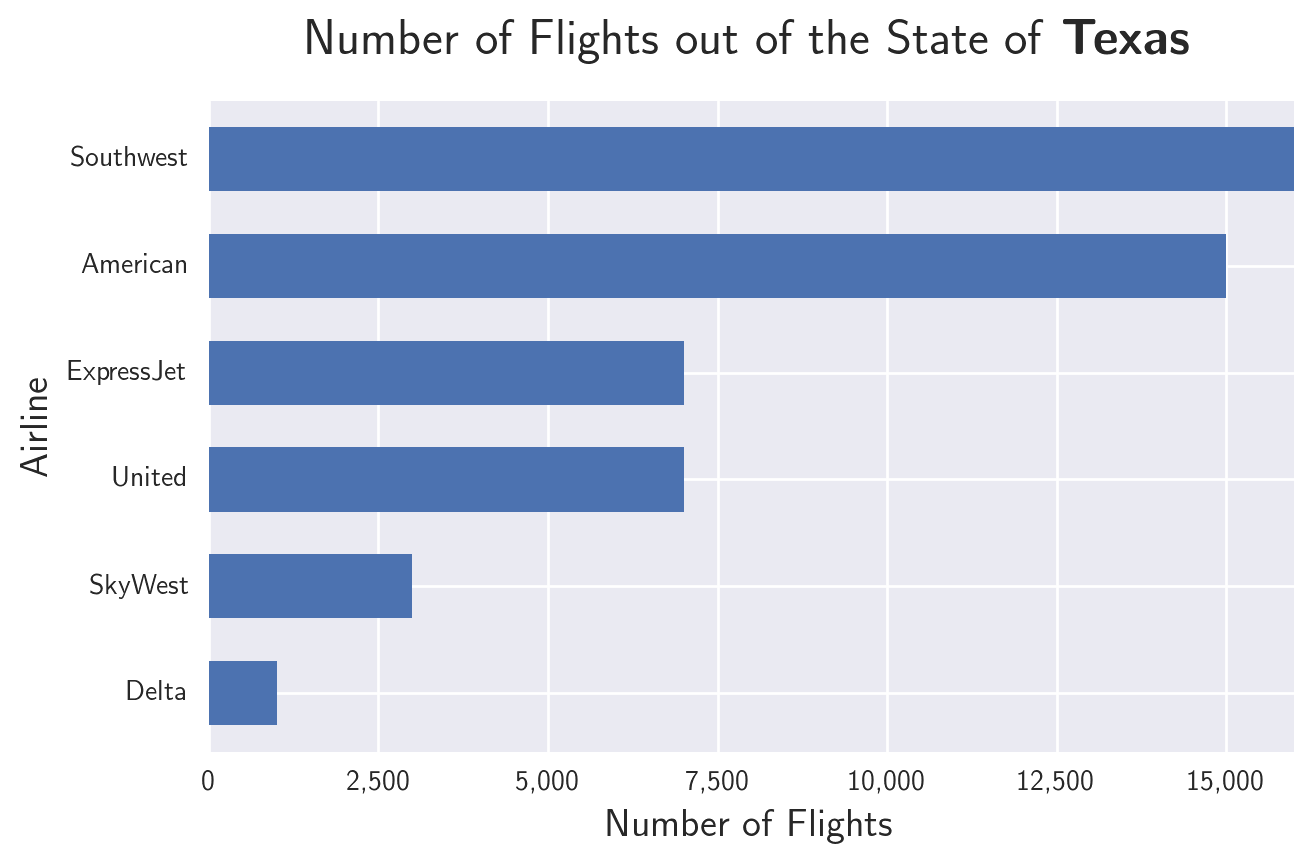 Number of Flights out of the State of Texas
Southwest
American
ExpressJet
United
SkyWest
Delta
Airline
0 2,500 5,000 7,500 10,000 12,500 15,000
Number of Flights